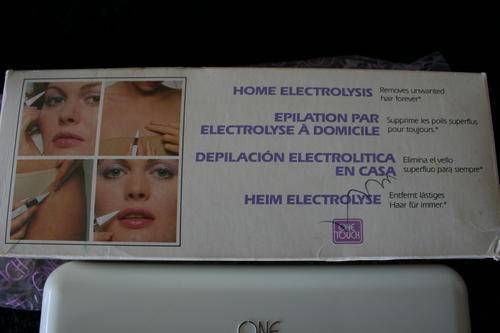 HOME ELECTROLYSIS Removes unwanted
hair forever*
EPILATION PAR
ELECTROLYSE À DOMICILE Supprime les poils superflus
pour toujours.*
DEPILACIÓN ELECTROLITICA
EN CASA Elimina el vello
superfluo para siempre*
HEIM ELECTROLYSE Entfernt lästiges
Haar für immer.*
ONE
TOUCH
ONE